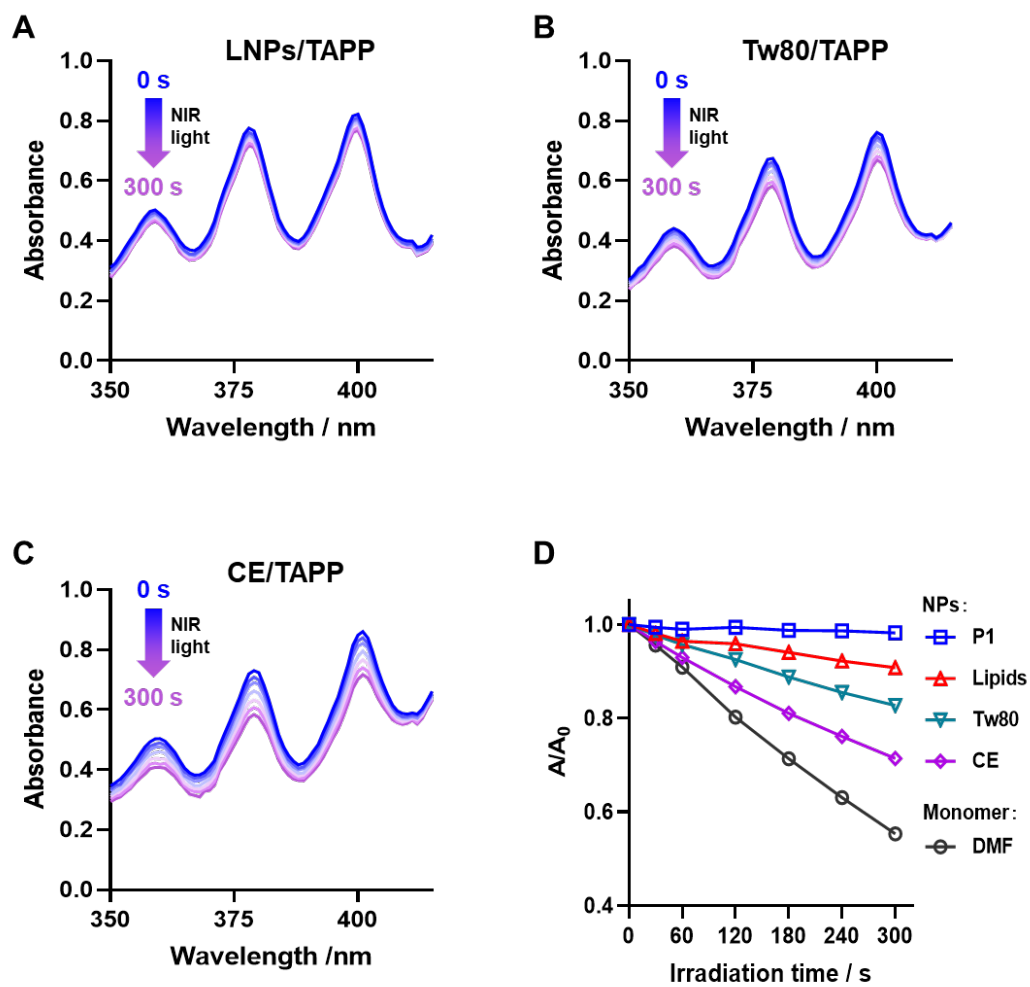 A
LNPs/TAPP
Absorbance
1.0
0.8
0.6
0.4
0.2
0.0
0 s
NIR
light
300 s
350
375
400
Wavelength / nm
B
Tw80/TAPP
Absorbance
1.0
0.8
0.6
0.4
0.2
0.0
0 s
NIR
light
300 s
350
375
400
Wavelength / nm
C
CE/TAPP
Absorbance
1.0
0.8
0.6
0.4
0.2
0.0
0 s
NIR
light
300 s
350
375
400
Wavelength /nm
D
A/A0
1.0
0.8
0.6
0.4
0
60
120
180
240
300
Irradiation time / s
NPs:
P1
Lipids
Tw80
CE
Monomer:
DMF